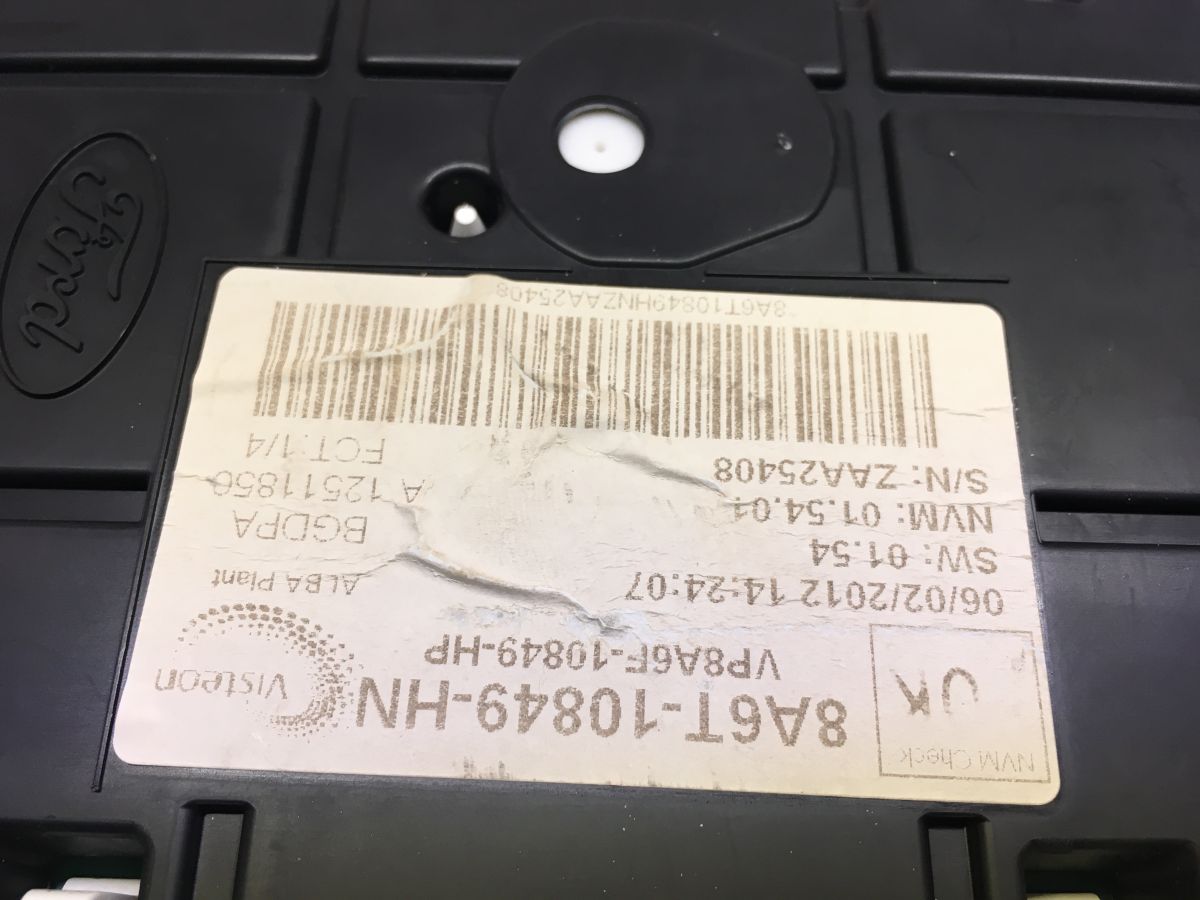 Ford
NVM Check
OK
8A6T-10849-HN
VP8A6F-10849-HP
Visteon
06/02/2012 14:24:07
ALBA Plant
SW: 01.54
BGDPA
NVM: 01.54.01
A 12511850
S/N: ZAA25408
FCT:1/4
8A6T10849HNZAA25408